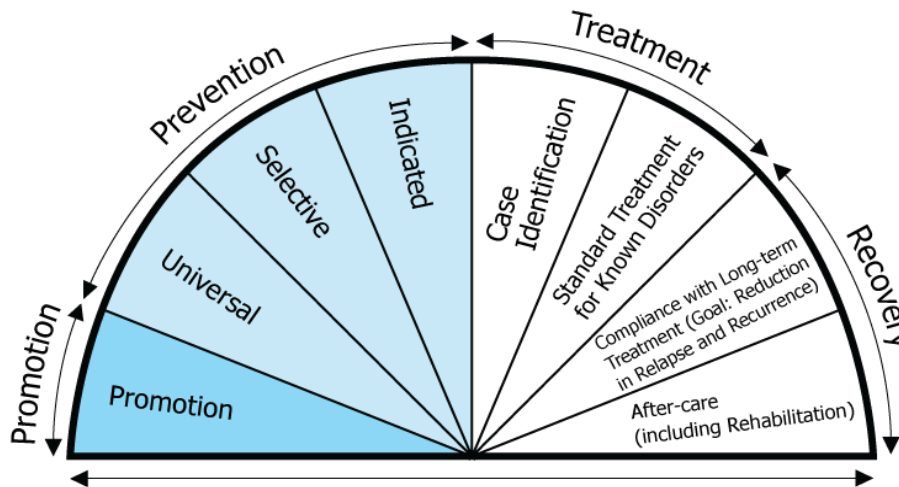 Promotion
Prevention
Treatment
Recovery
Promotion
Universal
Selective
Indicated
Case
Identification
Standard Treatment
for Known Disorders
Compliance with Long-term
Treatment (Goal: Reduction
in Relapse and Recurrence)
After-care
(including Rehabilitation)